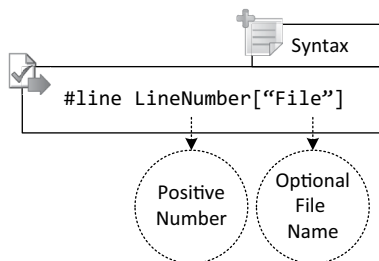 Syntax
#line LineNumber[“File”]
Positive
Number
Optional
File
Name